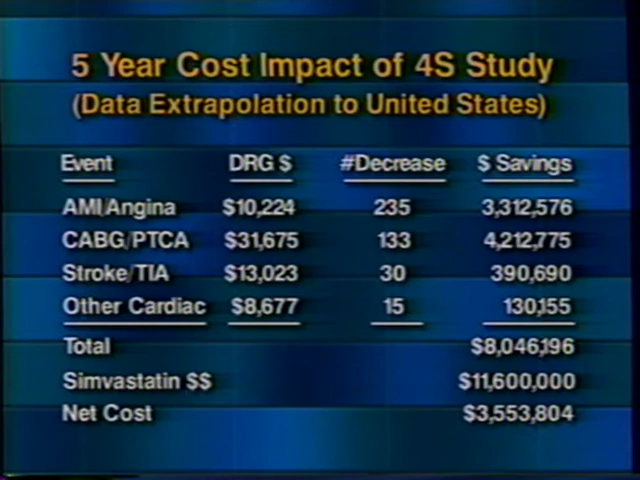 5 Year Cost Impact of 4S Study
(Data Extrapolation to United States)
Event DRG $ #Decrease $ Savings
AMI/Angina $10,224 235 3,312,576
CABG/PTCA $31,675 133 4,212,775
Stroke/TIA $13,023 30 390,690
Other Cardiac $8,677 15 130,155
Total $8,046,196
Simvastatin $$ $11,600,000
Net Cost $3,553,804